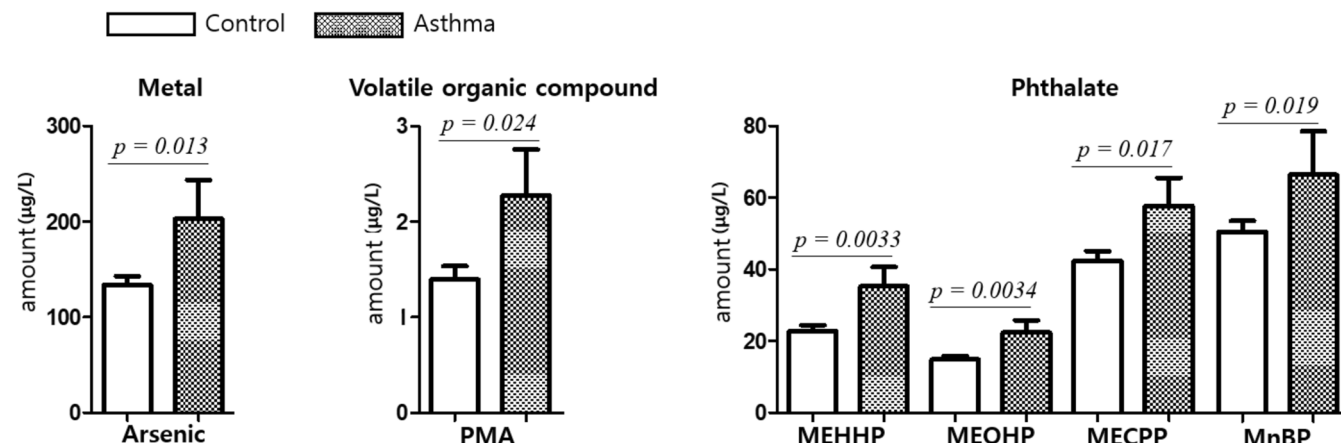 Control Asthma
Metal
Volatile organic compound
Phthalate
300
200
100
0
amount (µg/L)
p = 0.013
Arsenic
3
2
1
0
amount (µg/L)
p = 0.024
PMA
80
60
40
20
0
amount (µg/L)
p = 0.0033
p = 0.0034
p = 0.017
p = 0.019
MEHHP MEOHP MECPP MnBP